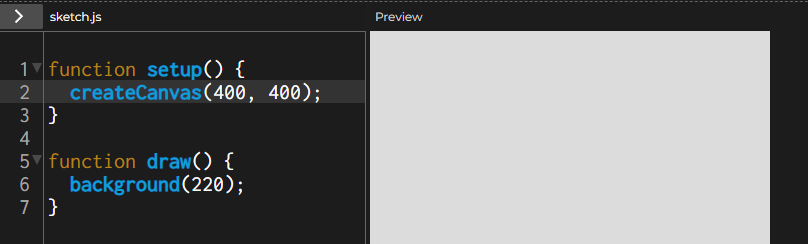 sketch.js
Preview
1 function setup() {
2   createCanvas(400, 400);
3 }
4
5 function draw() {
6   background(220);
7 }